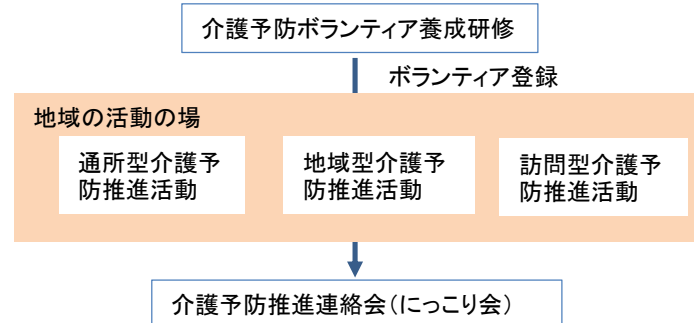 介護予防ボランティア養成研修
ボランティア登録
地域の活動の場
通所型介護予
防推進活動
地域型介護予
防推進活動
訪問型介護予
防推進活動
介護予防推進連絡会(にっこり会)